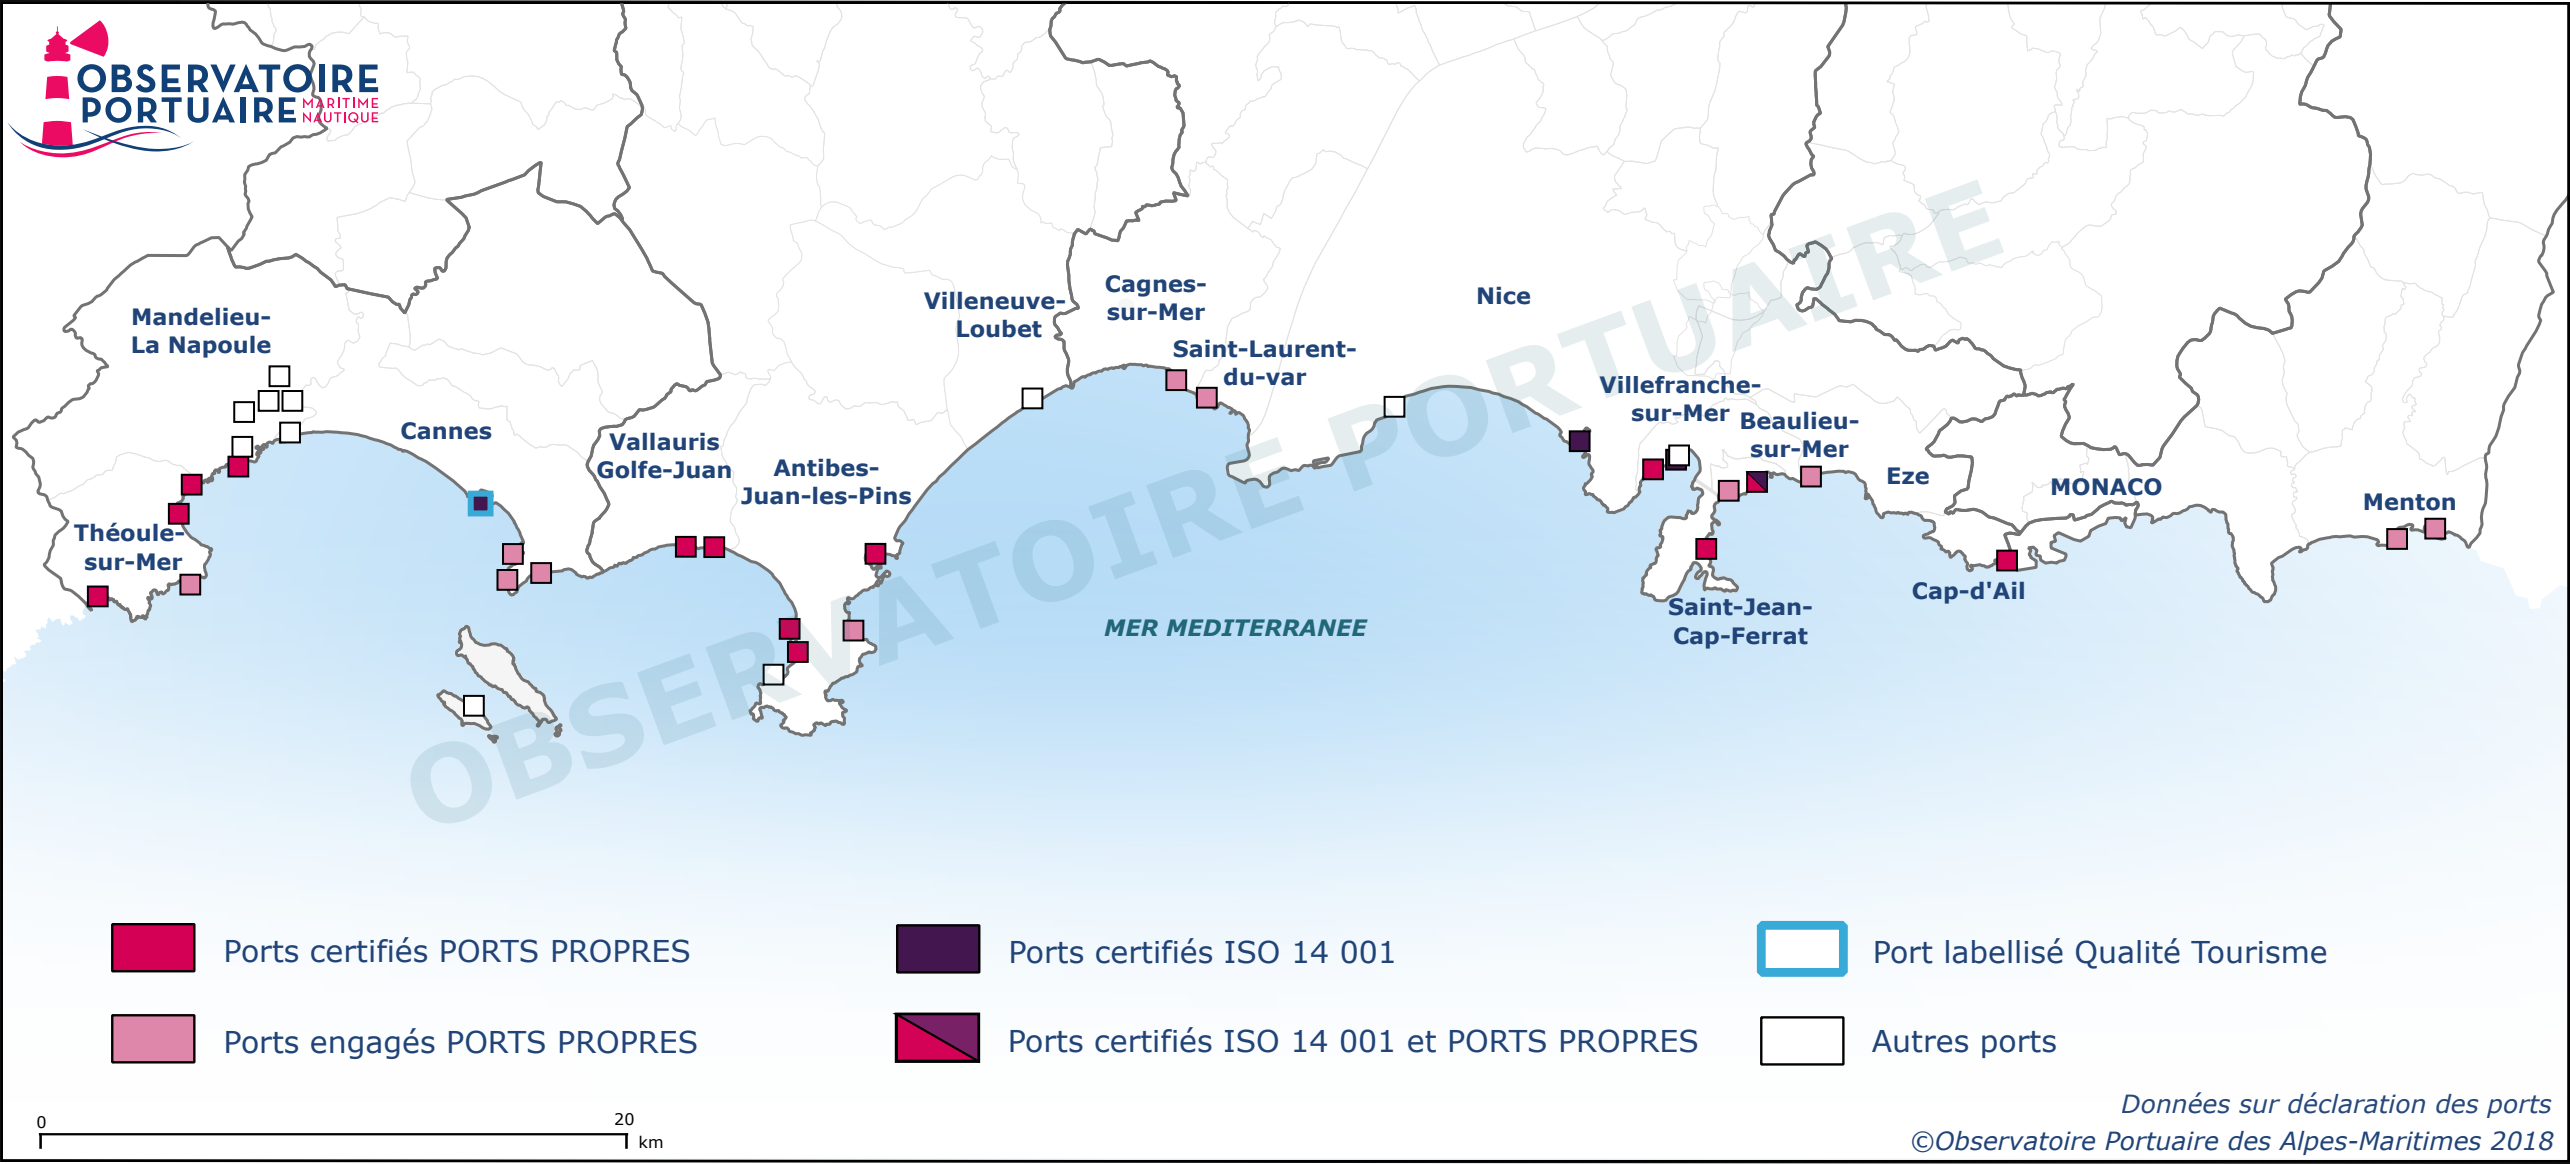 OBSERVATOIRE
PORTUAIRE MARITIME
NAUTIQUE
Mandelieu-
La Napoule
Théoule-
sur-Mer
Cannes
Vallauris
Golfe-Juan
Antibes-
Juan-les-Pins
Villeneuve-
Loubet
Cagnes-
sur-Mer
Saint-Laurent-
du-var
Nice
Villefranche-
sur-Mer
Beaulieu-
sur-Mer
Eze
MONACO
Menton
Cap-d'Ail
Saint-Jean-
Cap-Ferrat
MER MEDITERRANEE
OBSERVATOIRE PORTUAIRE
Ports certifiés PORTS PROPRES
Ports certifiés ISO 14 001
Port labellisé Qualité Tourisme
Ports engagés PORTS PROPRES
Ports certifiés ISO 14 001 et PORTS PROPRES
Autres ports
0 20
km
Données sur déclaration des ports
©Observatoire Portuaire des Alpes-Maritimes 2018